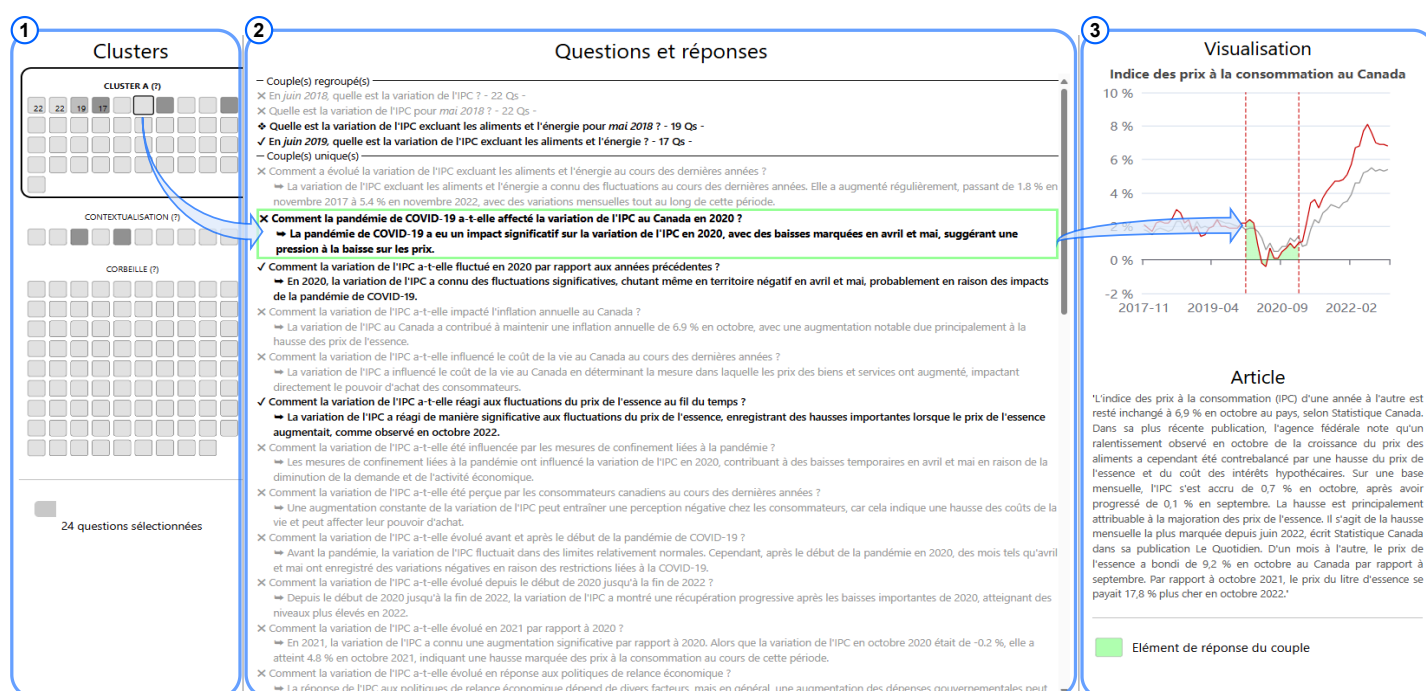 1
Clusters
CLUSTER A (?)
22 22 19 17
CONTEXTUALISATION (?)
CORBEILLE (?)
24 questions sélectionnées
2
Questions et réponses
Couple(s) regroupé(s)
✕ En juin 2018, quelle est la variation de l'IPC ? - 22 Qs -
✕ Quelle est la variation de l'IPC pour mai 2018 ? - 22 Qs -
❖ Quelle est la variation de l'IPC excluant les aliments et l'énergie pour mai 2018 ? - 19 Qs -
✓ En juin 2019, quelle est la variation de l'IPC excluant les aliments et l'énergie ? - 17 Qs -
Couple(s) unique(s)
✕ Comment a évolué la variation de l'IPC excluant les aliments et l'énergie au cours des dernières années ?
➥ La variation de l'IPC excluant les aliments et l'énergie a connu des fluctuations au cours des dernières années. Elle a augmenté régulièrement, passant de 1.8 % en
novembre 2017 à 5.4 % en novembre 2022, avec des variations mensuelles tout au long de cette période.
✕ Comment la pandémie de COVID-19 a-t-elle affecté la variation de l'IPC au Canada en 2020 ?
➥ La pandémie de COVID-19 a eu un impact significatif sur la variation de l'IPC en 2020, avec des baisses marquées en avril et mai, suggérant une
pression à la baisse sur les prix.
✓ Comment la variation de l'IPC a-t-elle fluctué en 2020 par rapport aux années précédentes ?
➥ En 2020, la variation de l'IPC a connu des fluctuations significatives, chutant même en territoire négatif en avril et mai, probablement en raison des impacts
de la pandémie de COVID-19.
✕ Comment la variation de l'IPC a-t-elle impacté l'inflation annuelle au Canada ?
➥ La variation de l'IPC au Canada a contribué à maintenir une inflation annuelle de 6.9 % en octobre, avec une augmentation notable due principalement à la
hausse des prix de l'essence.
✕ Comment la variation de l'IPC a-t-elle influencé le coût de la vie au Canada au cours des dernières années ?
➥ La variation de l'IPC a influencé le coût de la vie au Canada en déterminant la mesure dans laquelle les prix des biens et services ont augmenté, impactant
directement le pouvoir d'achat des consommateurs.
✓ Comment la variation de l'IPC a-t-elle réagi aux fluctuations du prix de l'essence au fil du temps ?
➥ La variation de l'IPC a réagi de manière significative aux fluctuations du prix de l'essence, enregistrant des hausses importantes lorsque le prix de l'essence
augmentait, comme observé en octobre 2022.
✕ Comment la variation de l'IPC a-t-elle été influencée par les mesures de confinement liées à la pandémie ?
➥ Les mesures de confinement liées à la pandémie ont influencé la variation de l'IPC en 2020, contribuant à des baisses temporaires en avril et mai en raison de la
diminution de la demande et de l'activité économique.
✕ Comment la variation de l'IPC a-t-elle été perçue par les consommateurs canadiens au cours des dernières années ?
➥ Une augmentation constante de la variation de l'IPC peut entraîner une perception négative chez les consommateurs, car cela indique une hausse des coûts de la
vie et peut affecter leur pouvoir d'achat.
✕ Comment la variation de l'IPC a-t-elle évolué avant et après le début de la pandémie de COVID-19 ?
➥ Avant la pandémie, la variation de l'IPC fluctuait dans des limites relativement normales. Cependant, après le début de la pandémie en 2020, des mois tels qu'avril
et mai ont enregistré des variations négatives en raison des restrictions liées à la COVID-19.
✕ Comment la variation de l'IPC a-t-elle évolué depuis le début de 2020 jusqu'à la fin de 2022 ?
➥ Depuis le début de 2020 jusqu'à la fin de 2022, la variation de l'IPC a montré une récupération progressive après les baisses importantes de 2020, atteignant des
niveaux plus élevés en 2022.
✕ Comment la variation de l'IPC a-t-elle évolué en 2021 par rapport à 2020 ?
➥ En 2021, la variation de l'IPC a connu une augmentation significative par rapport à 2020. Alors que la variation de l'IPC en octobre 2020 était de -0.2 %, elle a
atteint 4.8 % en octobre 2021, indiquant une hausse marquée des prix à la consommation au cours de cette période.
✕ Comment la variation de l'IPC a-t-elle évolué en réponse aux politiques de relance économique ?
➥ La réponse de l'IPC aux politiques de relance économique dépend de divers facteurs, mais en général, une augmentation des dépenses gouvernementales peut
3
Visualisation
Indice des prix à la consommation au Canada
10 %
8 %
6 %
4 %
2 %
0 %
-2 %
2017-11 2019-04 2020-09 2022-02
Article
'L'indice des prix à la consommation (IPC) d'une année à l'autre est
resté inchangé à 6,9 % en octobre au pays, selon Statistique Canada.
Dans sa plus récente publication, l'agence fédérale note qu'un
ralentissement observé en octobre de la croissance du prix des
aliments a cependant été contrebalancé par une hausse du prix de
l'essence et du coût des intérêts hypothécaires. Sur une base
mensuelle, l'IPC s'est accru de 0,7 % en octobre, après avoir
progressé de 0,1 % en septembre. La hausse est principalement
attribuable à la majoration des prix de l'essence. Il s'agit de la hausse
mensuelle la plus marquée depuis juin 2022, écrit Statistique Canada
dans sa publication Le Quotidien. D'un mois à l'autre, le prix de
l'essence a bondi de 9,2 % en octobre au Canada par rapport à
septembre. Par rapport à octobre 2021, le prix du litre d'essence se
payait 17,8 % plus cher en octobre 2022.'
Elément de réponse du couple